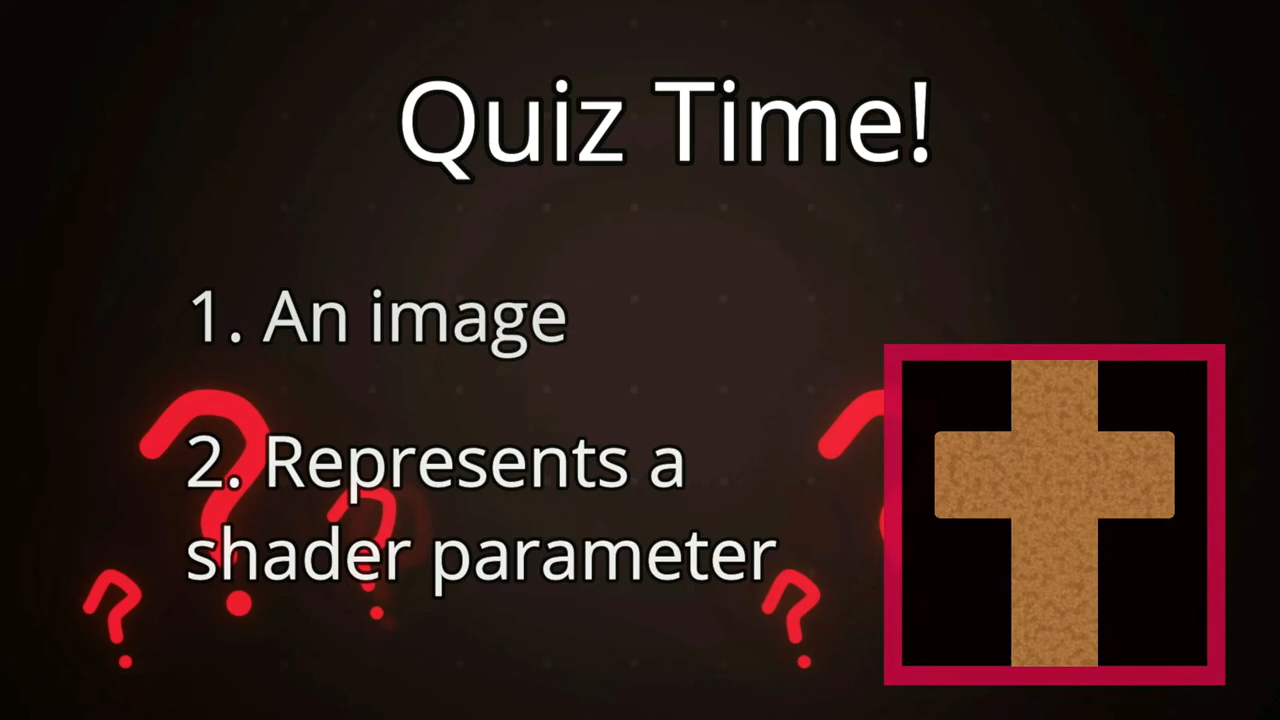 Quiz Time!
1. An image
2. Represents a
shader parameter